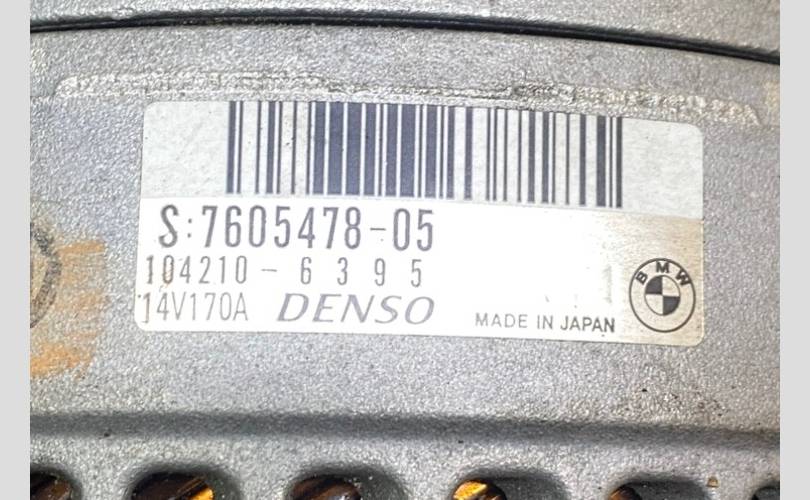 S:7605478-05
104210-6395
14V170A DENSO MADE IN JAPAN
BMW